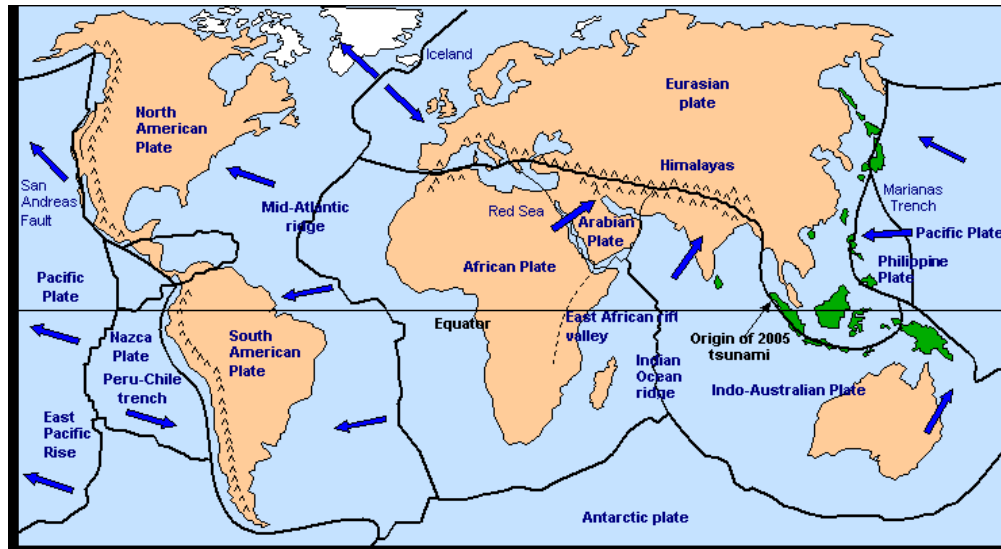 Iceland
Eurasian
plate
North
American
Plate
Himalayas
San
Andreas
Fault
Mid-Atlantic
ridge
Red Sea
Arabian
Plate
Marianas
Trench
Pacific Plate
African Plate
Philippine
Plate
Pacific
Plate
Equator
East African rift
valley
Origin of 2005
tsunami
Nazca
Plate
South
American
Plate
Peru-Chile
trench
Indian
Ocean
ridge
Indo-Australian Plate
East
Pacific
Rise
Antarctic plate